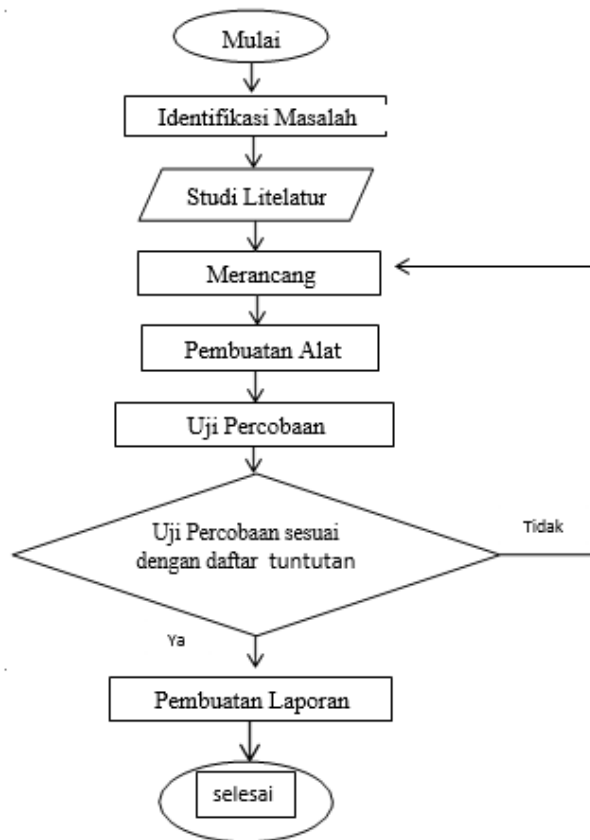 Mulai
Identifikasi Masalah
Studi Litelatur
Merancang
Pembuatan Alat
Uji Percobaan
Uji Percobaan sesuai
dengan daftar tuntutan
Tidak
Ya
Pembuatan Laporan
selesai